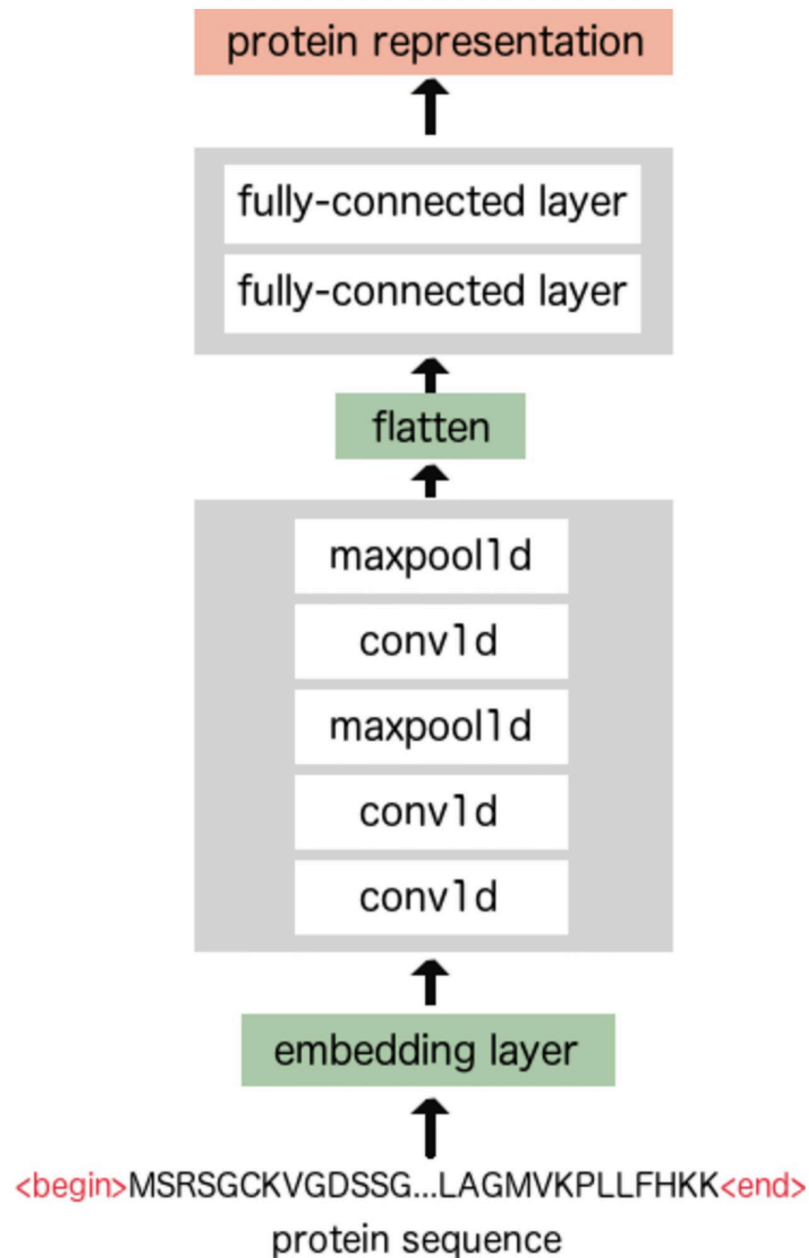 protein representation
fully-connected layer
fully-connected layer
flatten
maxpool1d
conv1d
maxpool1d
conv1d
conv1d
embedding layer
<begin>MSRSGCKVGDSSG...LAGMVKPLLFHKK<end>
protein sequence